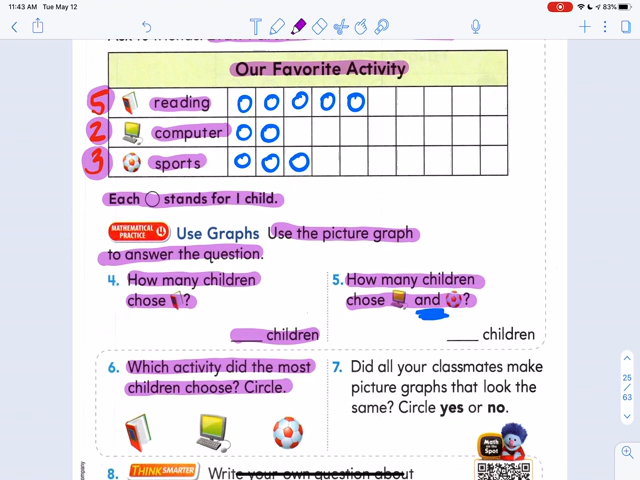 11:43 AM Tue May 12
83%
Our Favorite Activity
5 reading
2 computer
3 sports
Each ○ stands for 1 child.
MATHEMATICAL
PRACTICE 4 Use Graphs Use the picture graph
to answer the question.
4. How many children
chose ?
___ children
5. How many children
chose and ?
___ children
6. Which activity did the most
children choose? Circle.
7. Did all your classmates make
picture graphs that look the
same? Circle yes or no.
Math
on the
Spot
8. THINK SMARTER Write your own question about
25
/
63